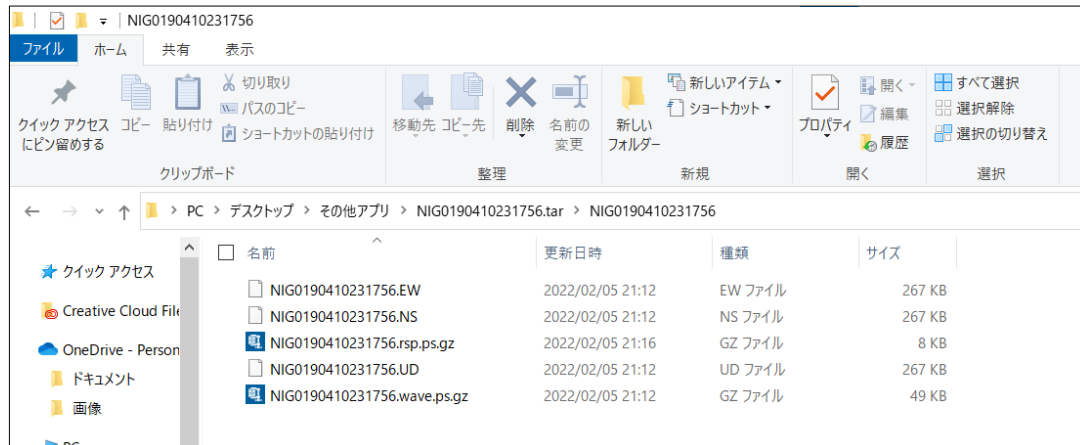 NIG0190410231756
ファイル ホーム 共有 表示
クイック アクセス
にピン留めする
コピー
貼り付け
切り取り
パスのコピー
ショートカットの貼り付け
クリップボード
移動先
コピー先
削除
名前の
変更
整理
新しい
フォルダー
新しいアイテム
ショートカット
新規
プロパティ
開く
編集
履歴
開く
すべて選択
選択解除
選択の切り替え
選択
PC > デスクトップ > その他アプリ > NIG0190410231756.tar > NIG0190410231756
クイック アクセス
Creative Cloud File
OneDrive - Person
ドキュメント
画像
PC
名前 更新日時 種類 サイズ
NIG0190410231756.EW 2022/02/05 21:12 EW ファイル 267 KB
NIG0190410231756.NS 2022/02/05 21:12 NS ファイル 267 KB
NIG0190410231756.rsp.ps.gz 2022/02/05 21:16 GZ ファイル 8 KB
NIG0190410231756.UD 2022/02/05 21:12 UD ファイル 267 KB
NIG0190410231756.wave.ps.gz 2022/02/05 21:12 GZ ファイル 49 KB